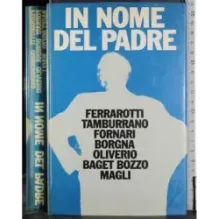 IN NOME
DEL PADRE
FERRAROTTI
TAMBURRANO
FORNARI
BORGNA
OLIVERIO
BAGET BOZZO
MAGLI
IN NOME DEL PADRE